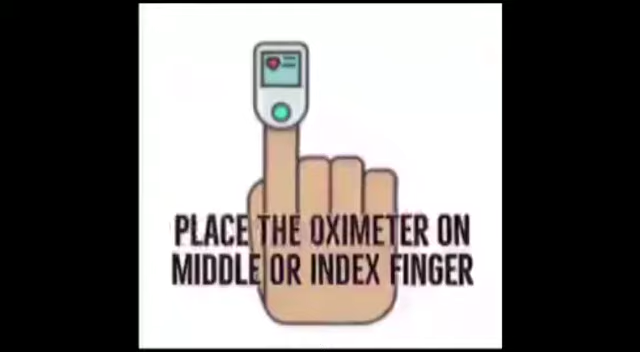 PLACE THE OXIMETER ON
MIDDLE OR INDEX FINGER